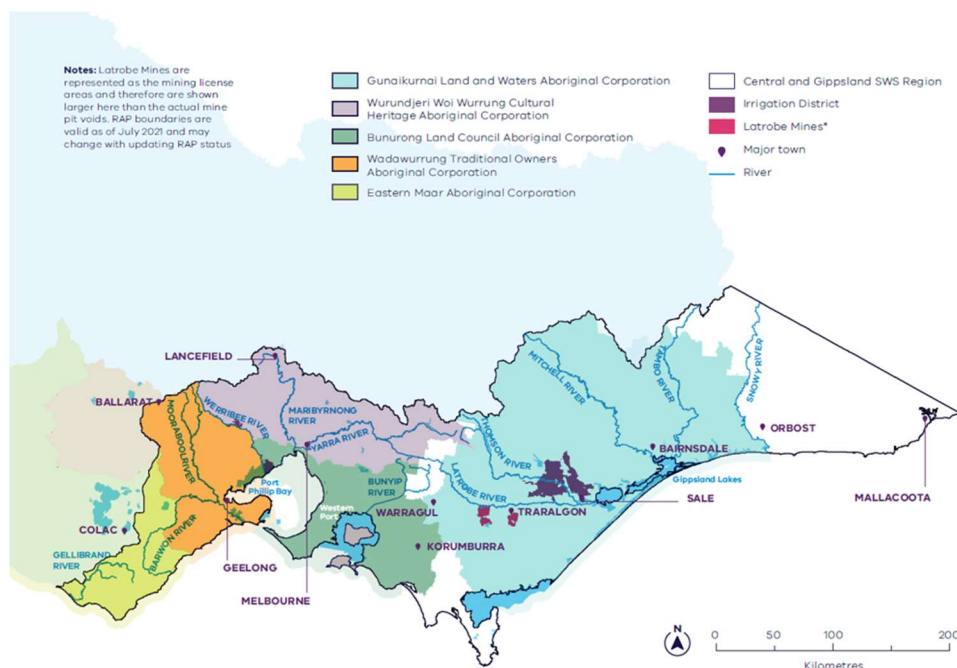 Notes: Latrobe Mines are
represented as the mining license
areas and therefore are shown
larger here than the actual mine
pit voids. RAP boundaries are
valid as of July 2021 and may
change with updating RAP status
Gunaikurnai Land and Waters Aboriginal Corporation
Wurundjeri Woi Wurrung Cultural
Heritage Aboriginal Corporation
Bunurong Land Council Aboriginal Corporation
Wadawurrung Traditional Owners
Aboriginal Corporation
Eastern Maar Aboriginal Corporation
Central and Gippsland SWS Region
Irrigation District
Latrobe Mines*
Major town
River
LANCEFIELD
BALLARAT
MOORABOOL RIVER
WERRIBEE RIVER
MARIBYRNONG
RIVER
YARRA RIVER
MITCHELL RIVER
TAMBO RIVER
SNOWY RIVER
THOMSON RIVER
ORBOST
BAIRNSDALE
MALLACOOTA
Gippsland Lakes
SALE
LATROBE RIVER
BUNYIP
RIVER
Port
Phillip Bay
Western
Port
WARRAGUL
TRARALGON
COLAC
KORUMBURRA
BARWON RIVER
GELLIBRAND
RIVER
GEELONG
MELBOURNE
N
0 50 100 200
Kilometres